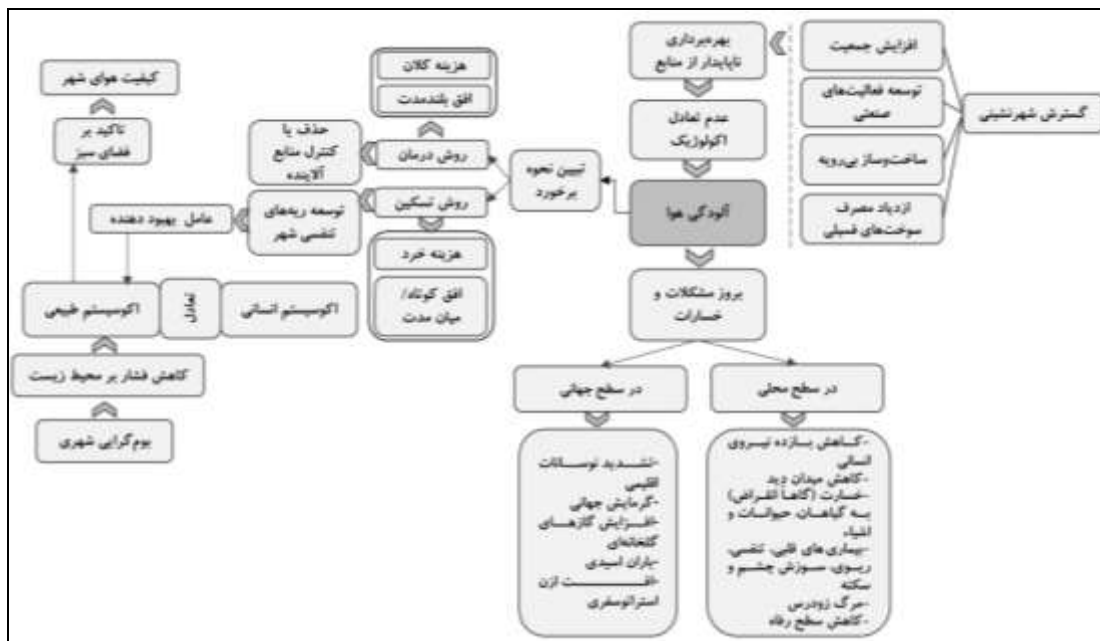 گسترش شهرنشینی
افزایش جمعیت
توسعه فعالیت‌های
صنعتی
ساخت‌وساز بی‌رویه
ازدیاد مصرف
سوخت‌های فسیلی
بهره‌برداری
ناپایدار از منابع
عدم تعادل
اکولوژیک
آلودگی هوا
بروز مشکلات و
خسارات
در سطح محلی
-کاهش بازده نیروی
انسانی
-کاهش میدان دید
-خسارت (گاهاً انقراض)
به گیاهان، حیوانات و
اشیاء
-بیماری‌های قلبی، تنفسی،
ریوی، سوزش چشم و
سکته
-مرگ زودرس
-کاهش سطح رفاه
در سطح جهانی
-تشدید نوسانات
اقلیمی
-گرمایش جهانی
-افزایش گازهای
گلخانه‌ای
-باران اسیدی
-افت ازن
استراتوسفری
تبیین نحوه
برخورد
روش درمان
هزینه کلان
افق بلندمدت
حذف یا
کنترل منابع
آلاینده
روش تسکین
هزینه خرد
افق کوتاه/
میان مدت
توسعه ریه‌های
تنفسی شهر
عامل بهبود دهنده
اکوسیستم انسانی
تعادل
اکوسیستم طبیعی
تاکید بر
فضای سبز
کیفیت هوای شهر
کاهش فشار بر محیط زیست
بوم‌گرایی شهری